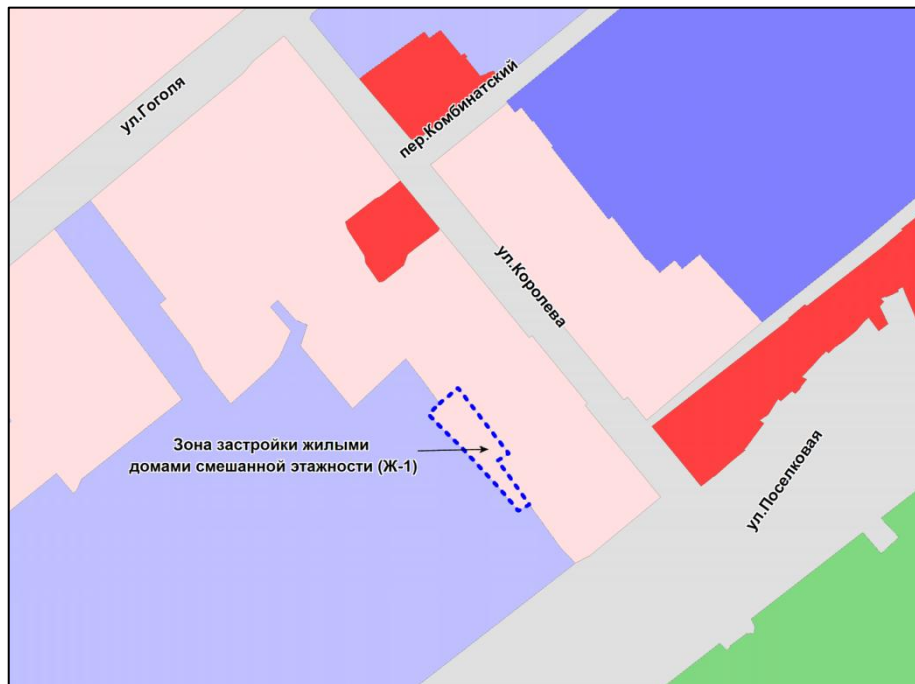 ул.Гоголя
пер.Комбинатский
ул.Королева
Зона застройки жилыми
домами смешанной этажности (Ж-1)
ул.Поселковая